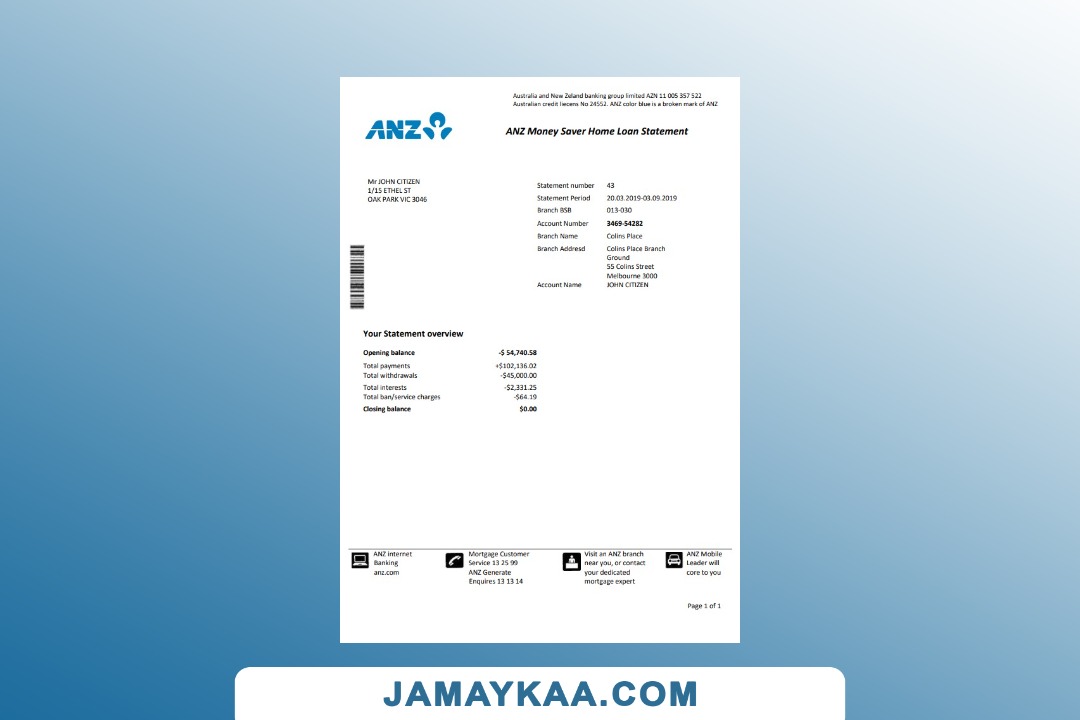 Australia and New Zeland banking group limited AZN 11 005 357 522
Australian credit liecens No 24552. ANZ color blue is a broken mark of ANZ
ANZ
ANZ Money Saver Home Loan Statement
Mr JOHN CITIZEN
1/15 ETHEL ST
OAK PARK VIC 3046
Statement number 43
Statement Period 20.03.2019-03.09.2019
Branch BSB 013-030
Account Number 3469-54282
Branch Name Colins Place
Branch Addresd Colins Place Branch
Ground
55 Colins Street
Melbourne 3000
Account Name JOHN CITIZEN
Your Statement overview
Opening balance -$ 54,740.58
Total payments +$102,136.02
Total withdrawals -$45,000.00
Total interests -$2,331.25
Total ban/service charges -$64.19
Closing balance $0.00
ANZ internet
Banking
anz.com
Mortgage Customer
Service 13 25 99
ANZ Generate
Enquires 13 13 14
Visit an ANZ branch
near you, or contact
your dedicated
mortgage expert
ANZ Mobile
Leader will
core to you
Page 1 of 1
JAMAYKAA.COM